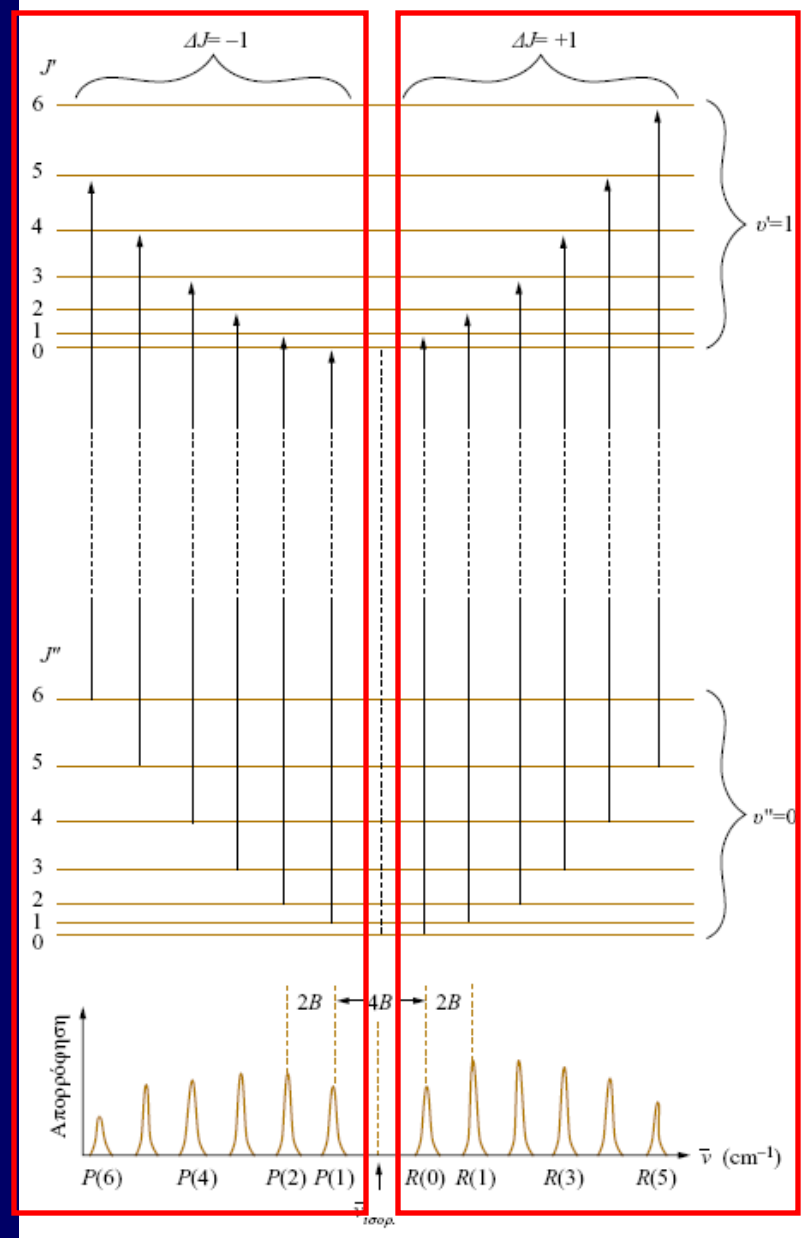 ΔJ= –1
ΔJ= +1
J'
6
5
4
3
2
1
0
υ'=1
J"
6
5
4
3
2
1
0
υ"=0
2B 4B 2B
Απορρόφηση
ν̅ (cm⁻¹)
P(6) P(4) P(2) P(1) R(0) R(1) R(3) R(5)
ν̅ισορ.